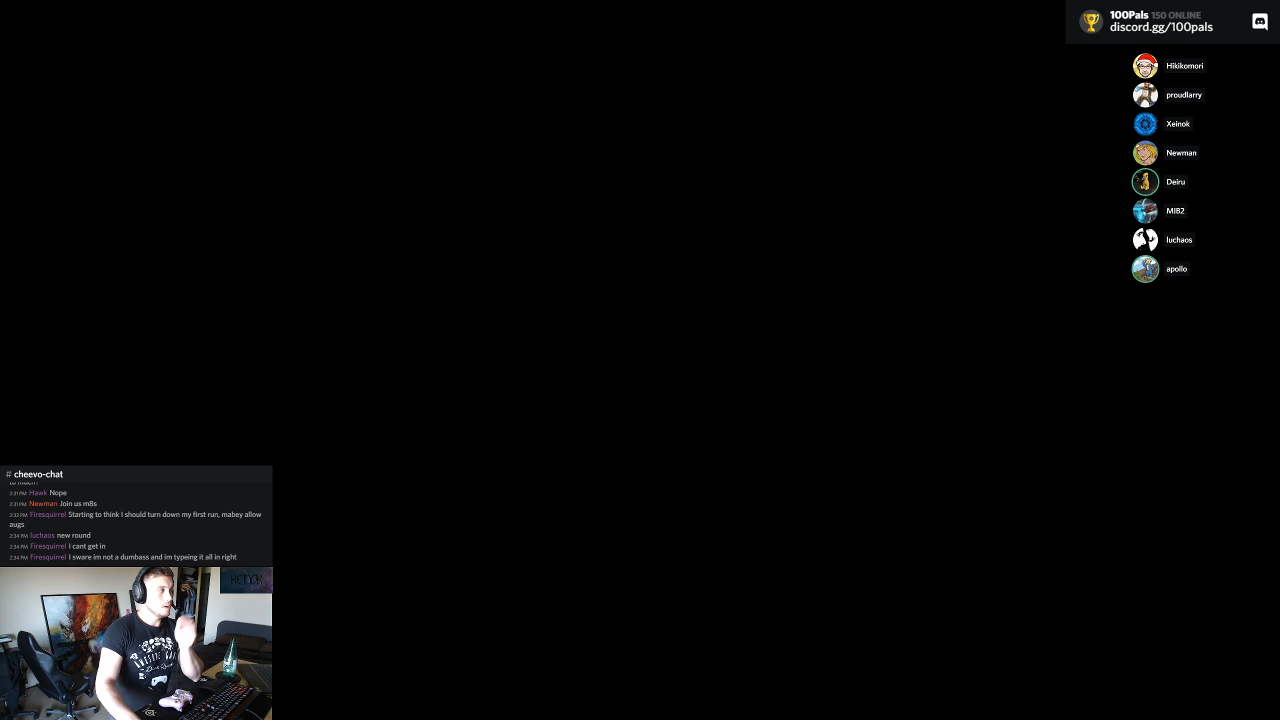 100Pals 150 ONLINE
discord.gg/100pals
Hikikomori
proudlarry
Xeinok
Newman
Deiru
MIB2
luchaos
apollo
# cheevo-chat
2:31 PM Hawk Nope
2:31 PM Newman Join us m8s
2:32 PM Firesquirrel Starting to think I should turn down my first run, mabey allow
augs
2:34 PM luchaos new round
2:34 PM Firesquirrel I cant get in
2:34 PM Firesquirrel I sware im not a dumbass and im typeing it all in right